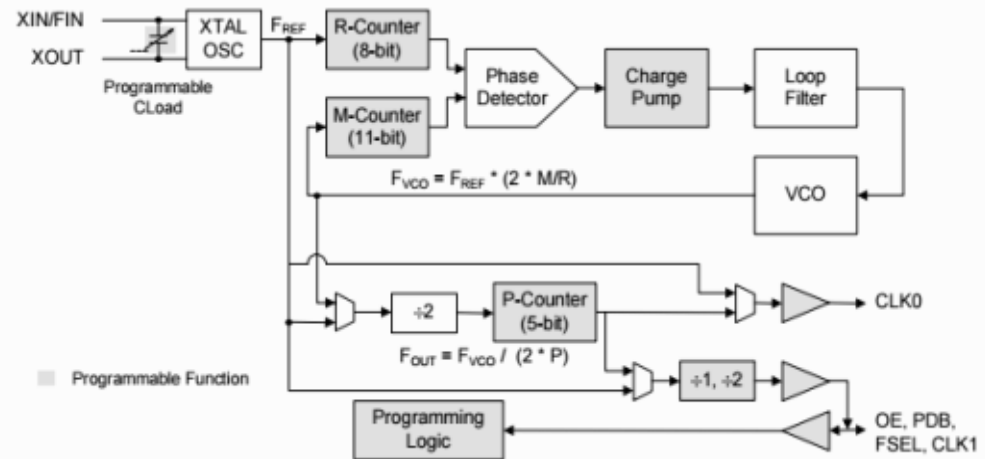 XIN/FIN
XOUT
Programmable
CLoad
XTAL
OSC
FREF
R-Counter
(8-bit)
M-Counter
(11-bit)
Phase
Detector
Charge
Pump
Loop
Filter
VCO
FVCO = FREF * (2 * M/R)
÷2
P-Counter
(5-bit)
FOUT = FVCO / (2 * P)
CLK0
÷1, ÷2
Programmable Function
Programming
Logic
OE, PDB,
FSEL, CLK1